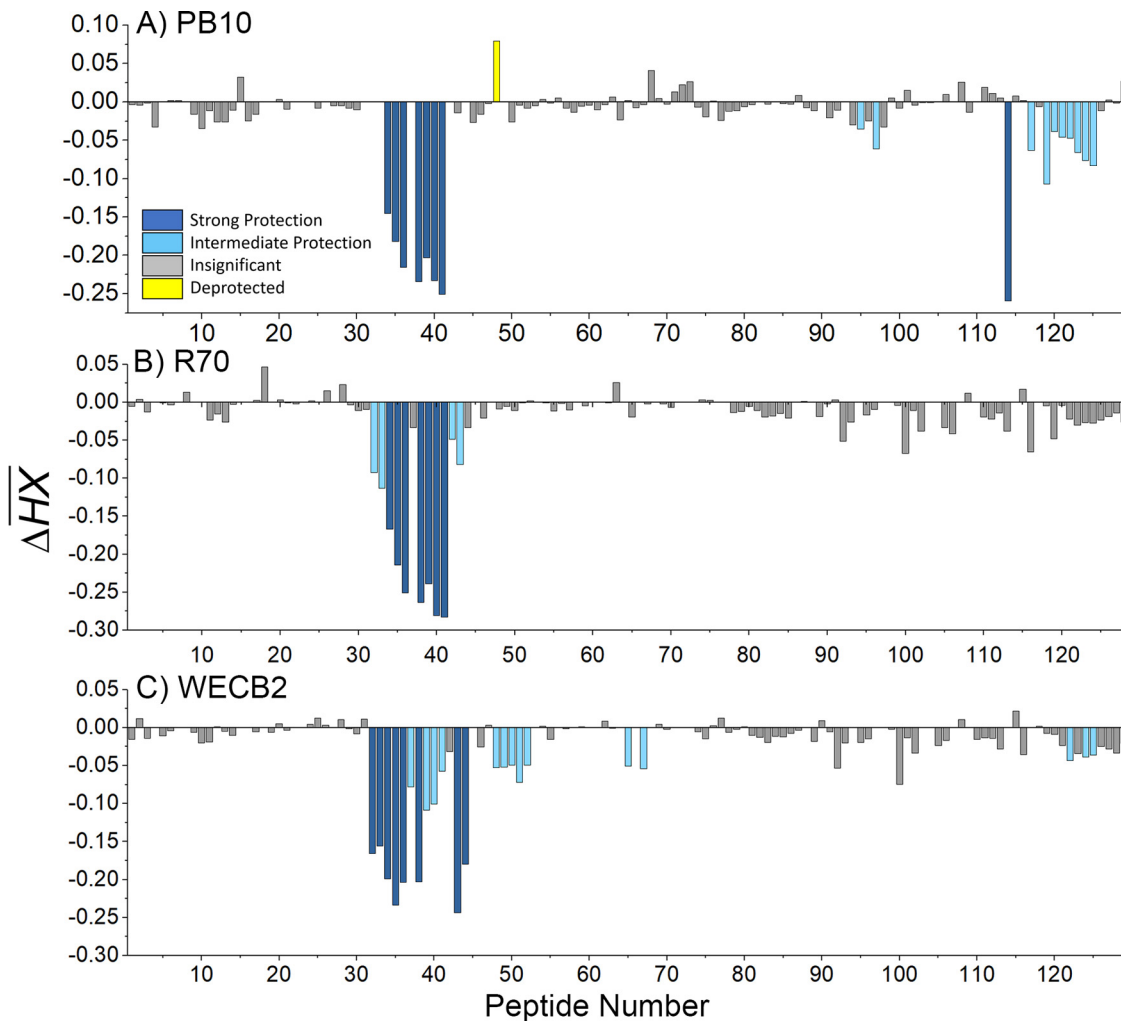 A) PB10
0.10
0.05
0.00
-0.05
-0.10
-0.15
-0.20
-0.25
Strong Protection
Intermediate Protection
Insignificant
Deprotected
10 20 30 40 50 60 70 80 90 100 110 120
B) R70
0.05
0.00
-0.05
-0.10
-0.15
-0.20
-0.25
-0.30
10 20 30 40 50 60 70 80 90 100 110 120
ΔHX
C) WECB2
0.05
0.00
-0.05
-0.10
-0.15
-0.20
-0.25
-0.30
10 20 30 40 50 60 70 80 90 100 110 120
Peptide Number